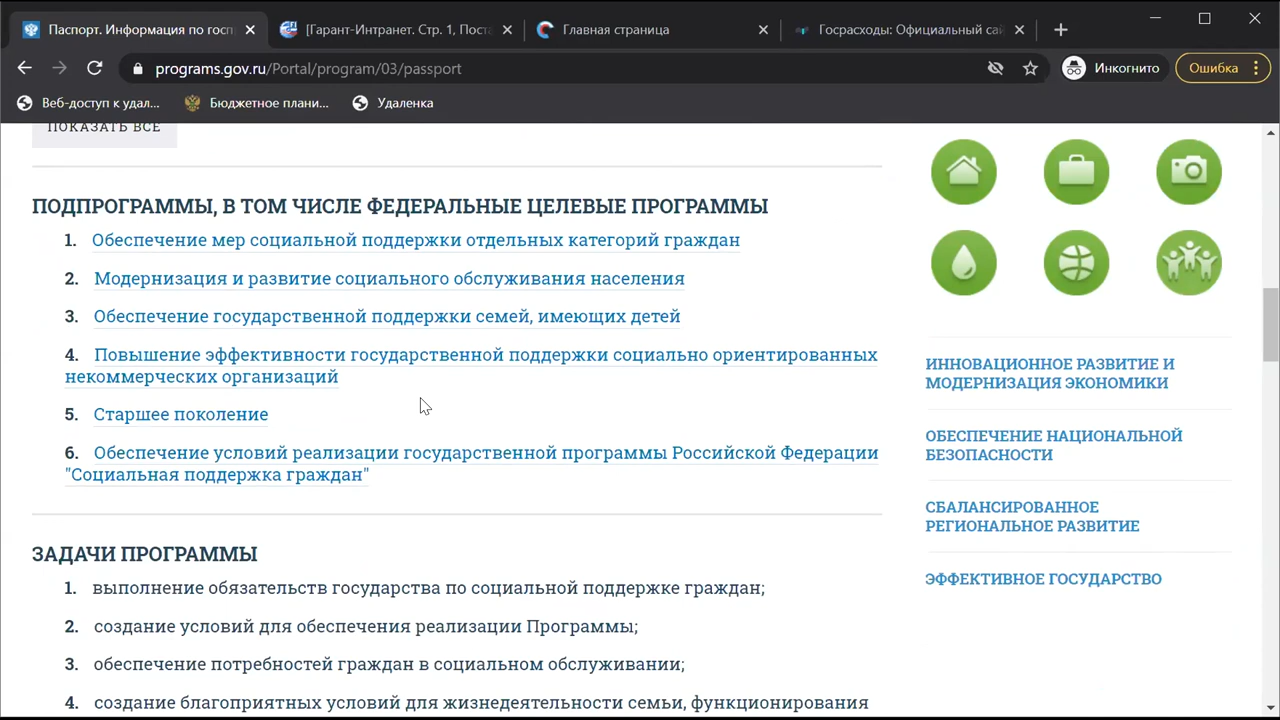 Паспорт. Информация по госп
[Гарант-Интранет. Стр. 1, Поста
Главная страница
Госрасходы: Официальный сай
programs.gov.ru/Portal/program/03/passport
Инкогнито
Ошибка
Веб-доступ к удал...
Бюджетное плани...
Удаленка
ПОКАЗАТЬ ВСЕ
ПОДПРОГРАММЫ, В ТОМ ЧИСЛЕ ФЕДЕРАЛЬНЫЕ ЦЕЛЕВЫЕ ПРОГРАММЫ
1. Обеспечение мер социальной поддержки отдельных категорий граждан
2. Модернизация и развитие социального обслуживания населения
3. Обеспечение государственной поддержки семей, имеющих детей
4. Повышение эффективности государственной поддержки социально ориентированных
некоммерческих организаций
5. Старшее поколение
6. Обеспечение условий реализации государственной программы Российской Федерации
"Социальная поддержка граждан"
ЗАДАЧИ ПРОГРАММЫ
1. выполнение обязательств государства по социальной поддержке граждан;
2. создание условий для обеспечения реализации Программы;
3. обеспечение потребностей граждан в социальном обслуживании;
4. создание благоприятных условий для жизнедеятельности семьи, функционирования
ИННОВАЦИОННОЕ РАЗВИТИЕ И
МОДЕРНИЗАЦИЯ ЭКОНОМИКИ
ОБЕСПЕЧЕНИЕ НАЦИОНАЛЬНОЙ
БЕЗОПАСНОСТИ
СБАЛАНСИРОВАННОЕ
РЕГИОНАЛЬНОЕ РАЗВИТИЕ
ЭФФЕКТИВНОЕ ГОСУДАРСТВО